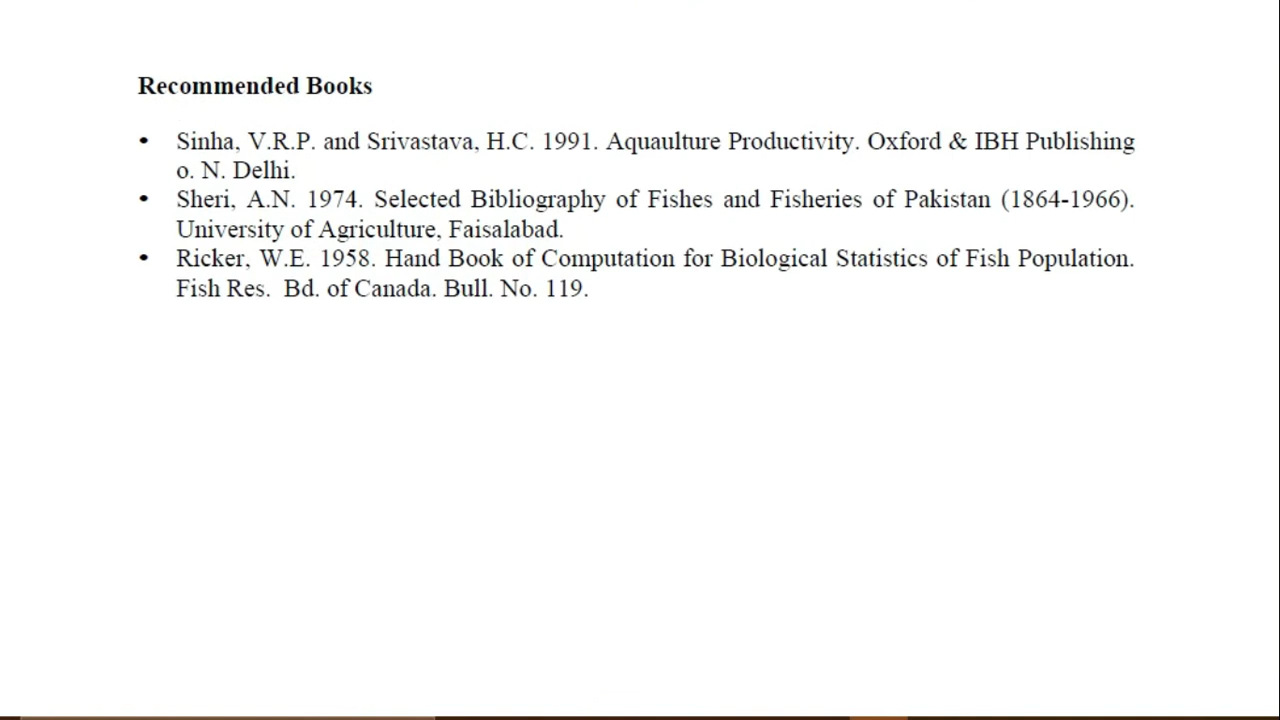 Recommended Books
• Sinha, V.R.P. and Srivastava, H.C. 1991. Aquaulture Productivity. Oxford & IBH Publishing
o. N. Delhi.
• Sheri, A.N. 1974. Selected Bibliography of Fishes and Fisheries of Pakistan (1864-1966).
University of Agriculture, Faisalabad.
• Ricker, W.E. 1958. Hand Book of Computation for Biological Statistics of Fish Population.
Fish Res.  Bd. of Canada. Bull. No. 119.